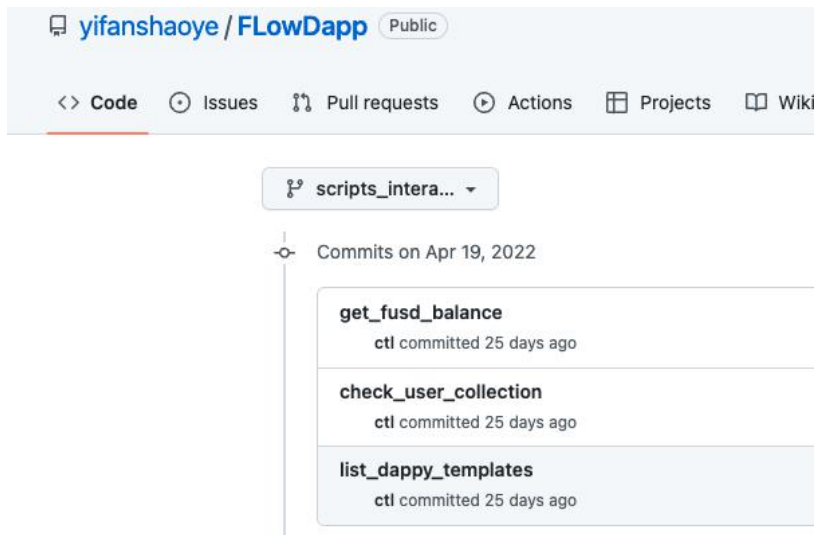 yifanshaoye / FLowDapp Public
Code Issues Pull requests Actions Projects Wiki
scripts_intera...
Commits on Apr 19, 2022
get_fusd_balance
ctl committed 25 days ago
check_user_collection
ctl committed 25 days ago
list_dappy_templates
ctl committed 25 days ago